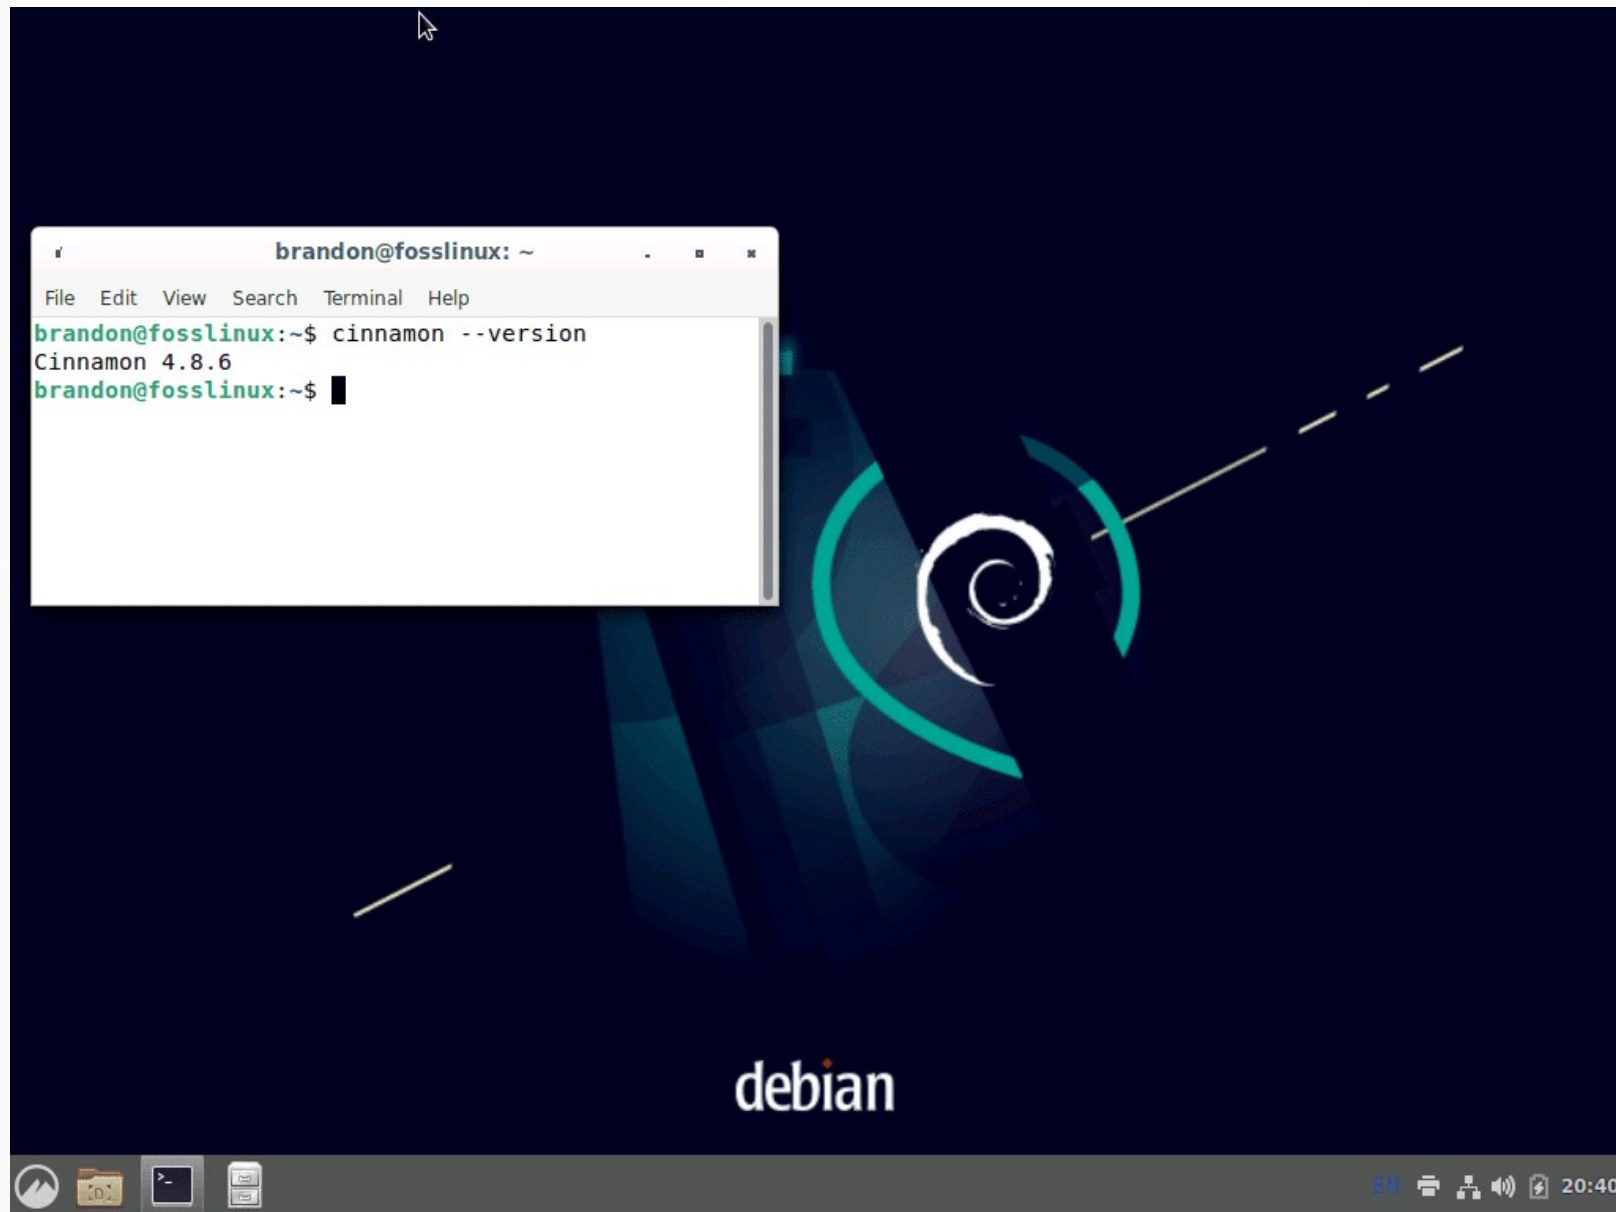 brandon@fosslinux: ~
File Edit View Search Terminal Help
brandon@fosslinux:~$ cinnamon --version
Cinnamon 4.8.6
brandon@fosslinux:~$
debian
EN 20:40